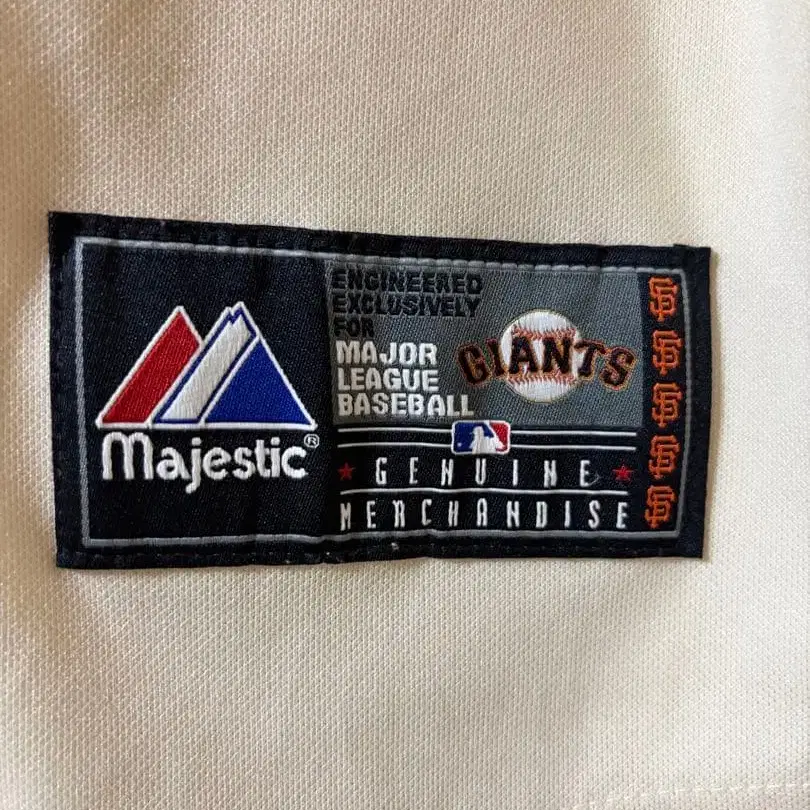 Majestic®
ENGINEERED
EXCLUSIVELY
FOR
MAJOR
LEAGUE
BASEBALL
GIANTS
GENUINE
MERCHANDISE
SF
SF
SF
SF
SF